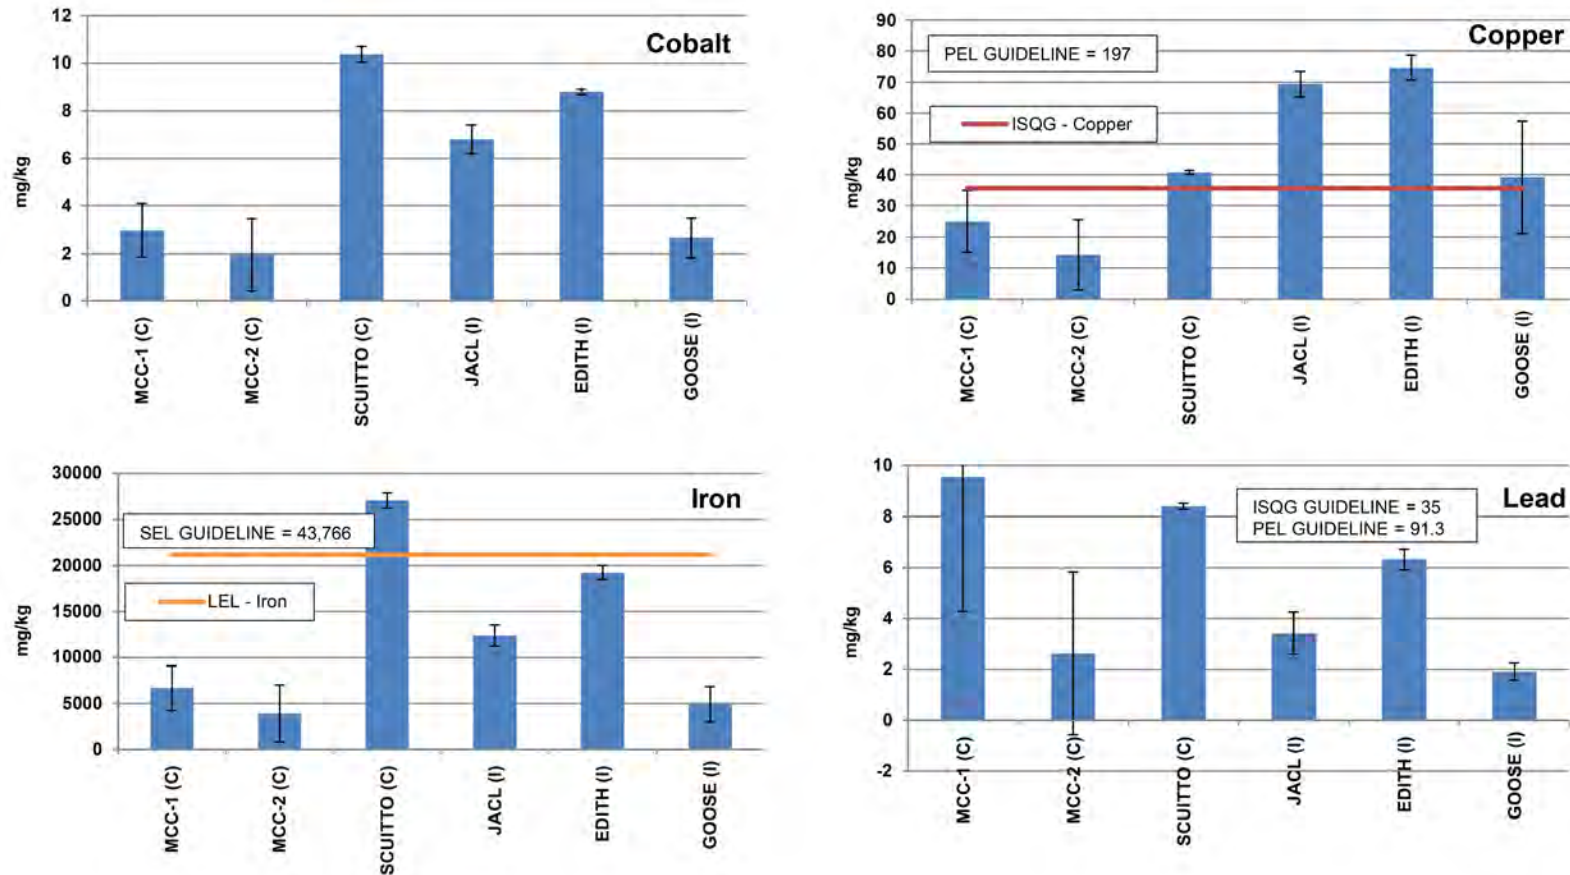 Cobalt
12
10
8
6
4
2
0
mg/kg
MCC-1 (C)
MCC-2 (C)
SCUITTO (C)
JACL (I)
EDITH (I)
GOOSE (I)
Copper
PEL GUIDELINE = 197
ISQG - Copper
90
80
70
60
50
40
30
20
10
0
mg/kg
MCC-1 (C)
MCC-2 (C)
SCUITTO (C)
JACL (I)
EDITH (I)
GOOSE (I)
Iron
SEL GUIDELINE = 43,766
LEL - Iron
30000
25000
20000
15000
10000
5000
0
mg/kg
MCC-1 (C)
MCC-2 (C)
SCUITTO (C)
JACL (I)
EDITH (I)
GOOSE (I)
Lead
ISQG GUIDELINE = 35
PEL GUIDELINE = 91.3
10
8
6
4
2
0
-2
mg/kg
MCC-1 (C)
MCC-2 (C)
SCUITTO (C)
JACL (I)
EDITH (I)
GOOSE (I)